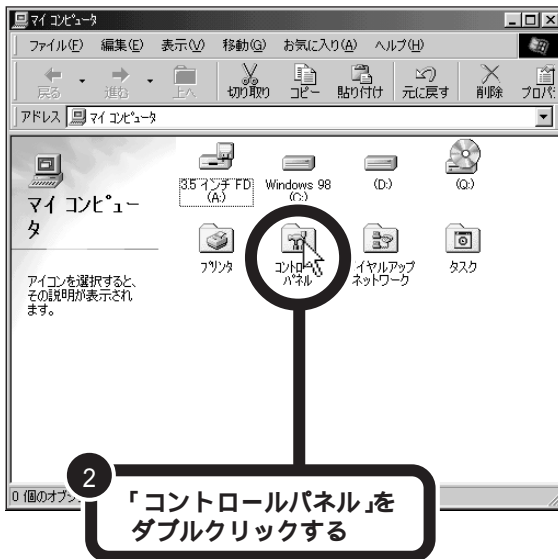 マイ コンピュータ
ファイル(F) 編集(E) 表示(V) 移動(G) お気に入り(A) ヘルプ(H)
戻る 進む 上へ 切り取り コピー 貼り付け 元に戻す 削除 プロパ
アドレス マイ コンピュータ
マイ コンピュー
タ
アイコンを選択すると、
その説明が表示され
ます。
3.5 インチ FD
(A:)
Windows 98
(C:)
(D:)
(Q:)
プリンタ
コントロール
パネル
イヤルアップ
ネットワーク
タスク
0 個のオブジ
2
「コントロールパネル」を
ダブルクリックする